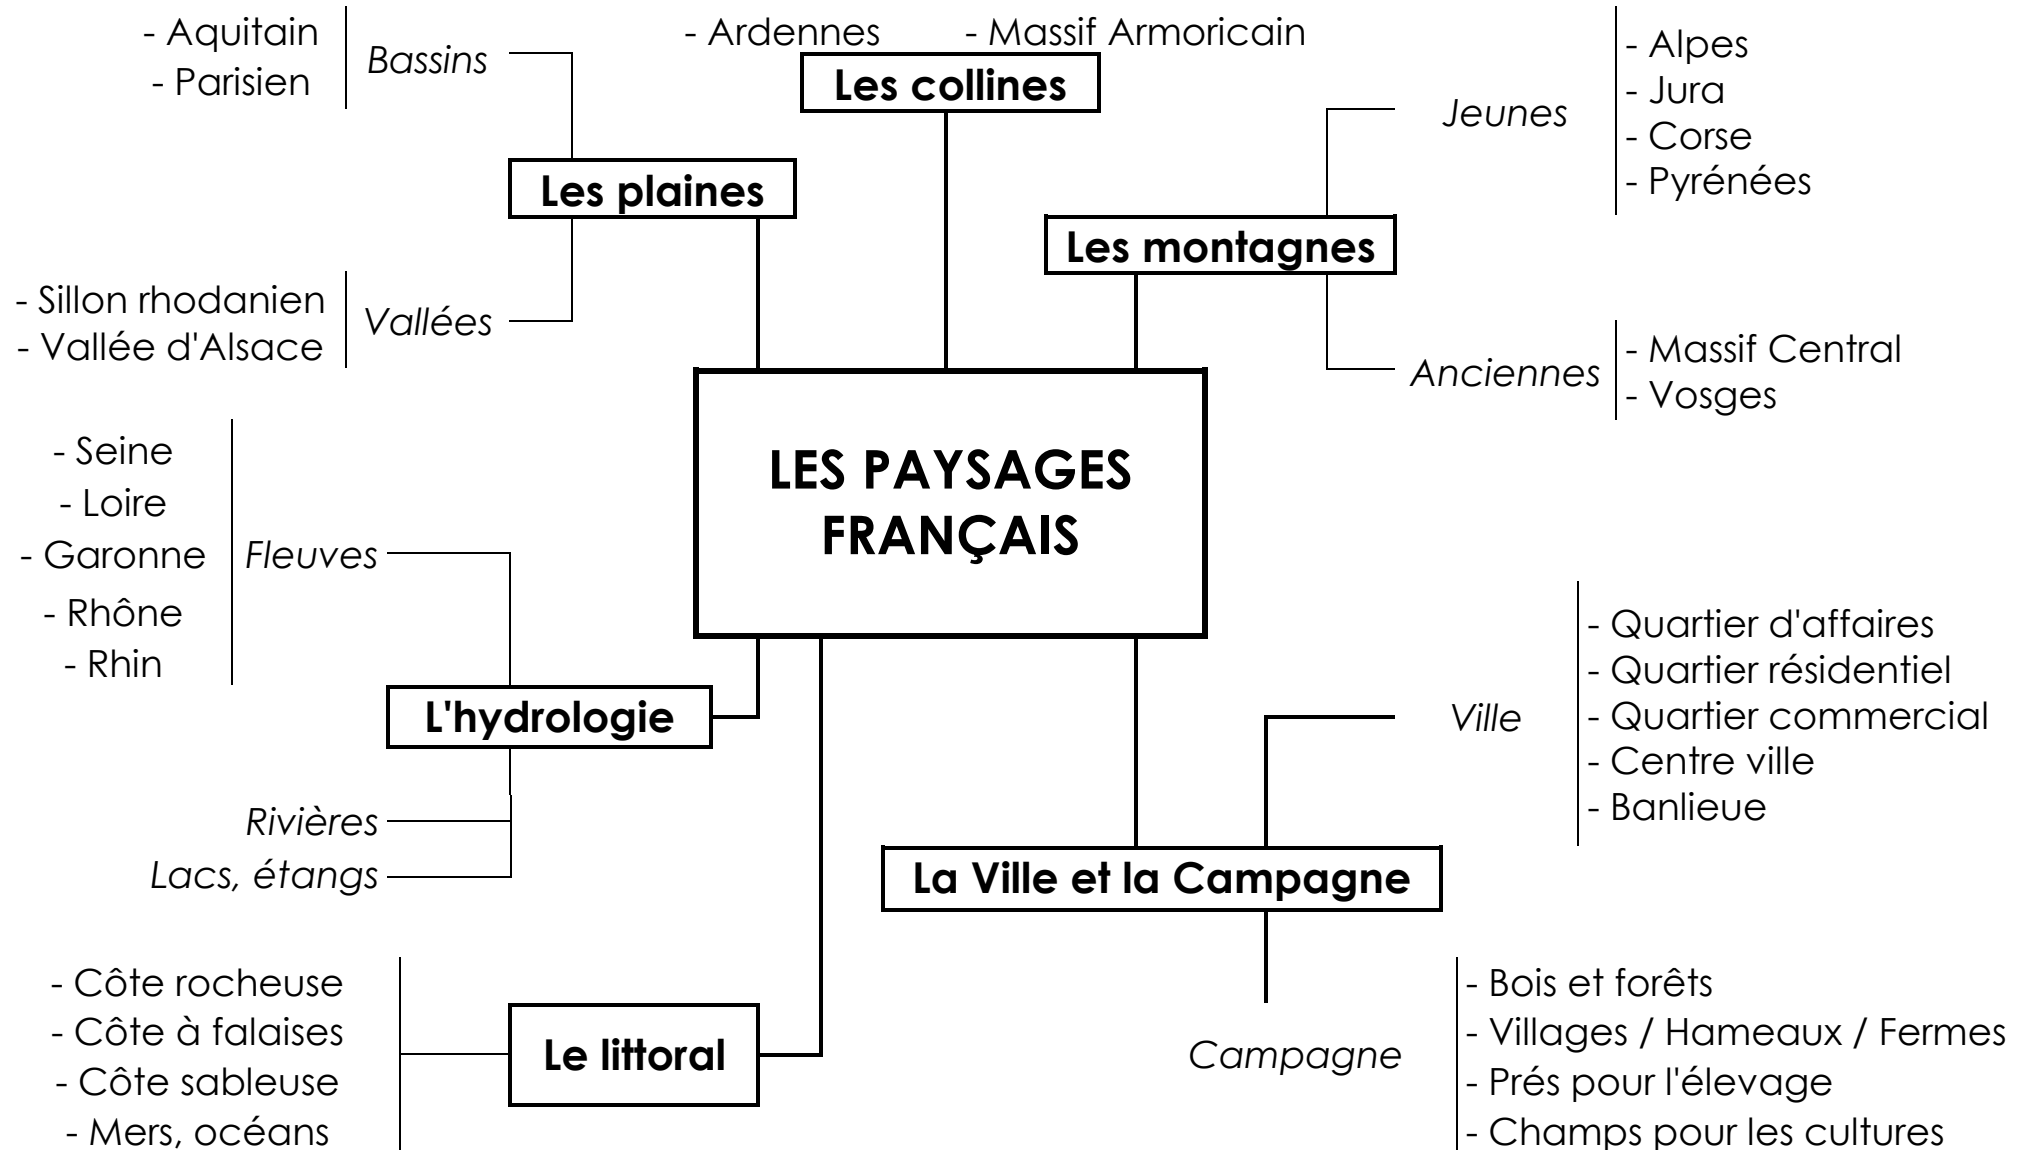 - Aquitain
- Parisien
Bassins
- Ardennes
- Massif Armoricain
Les collines
- Alpes
- Jura
- Corse
- Pyrénées
Jeunes
Les plaines
Les montagnes
- Sillon rhodanien
- Vallée d'Alsace
Vallées
Anciennes
- Massif Central
- Vosges
LES PAYSAGES
FRANÇAIS
- Seine
- Loire
- Garonne
- Rhône
- Rhin
Fleuves
L'hydrologie
Rivières
Lacs, étangs
Ville
- Quartier d'affaires
- Quartier résidentiel
- Quartier commercial
- Centre ville
- Banlieue
La Ville et la Campagne
- Côte rocheuse
- Côte à falaises
- Côte sableuse
- Mers, océans
Le littoral
Campagne
- Bois et forêts
- Villages / Hameaux / Fermes
- Prés pour l'élevage
- Champs pour les cultures